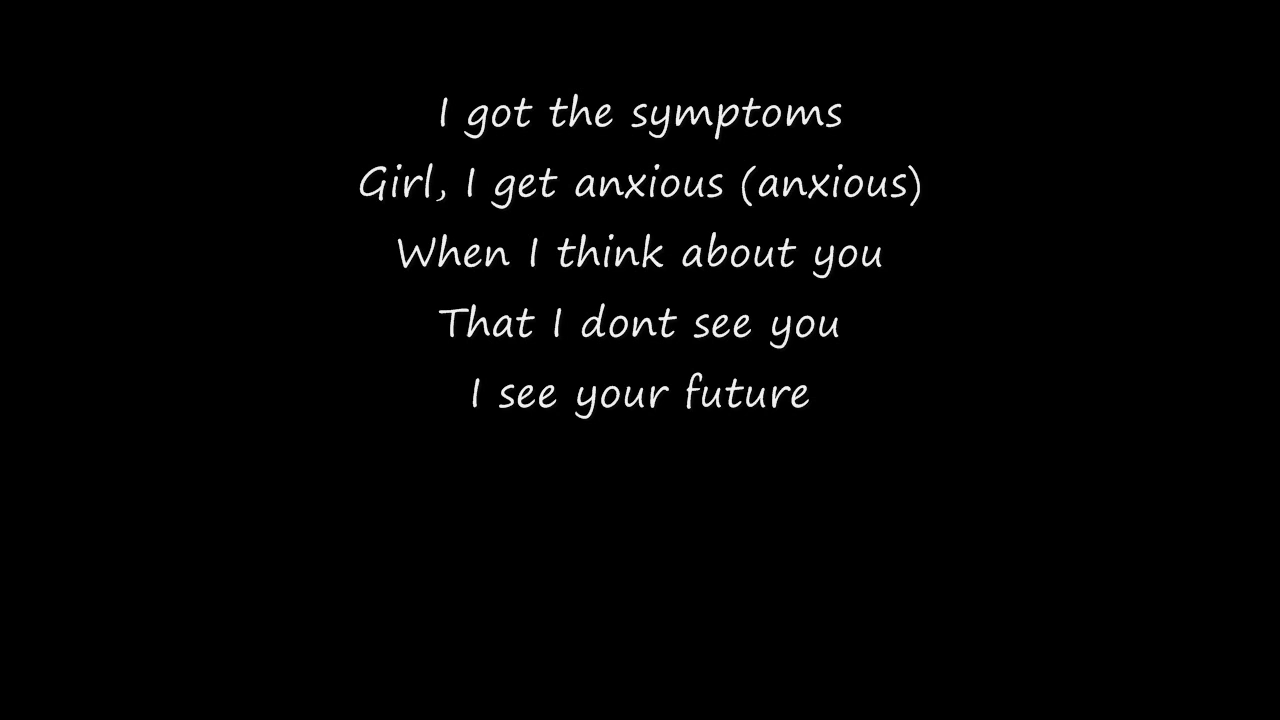 I got the symptoms
Girl, I get anxious (anxious)
When I think about you
That I dont see you
I see your future